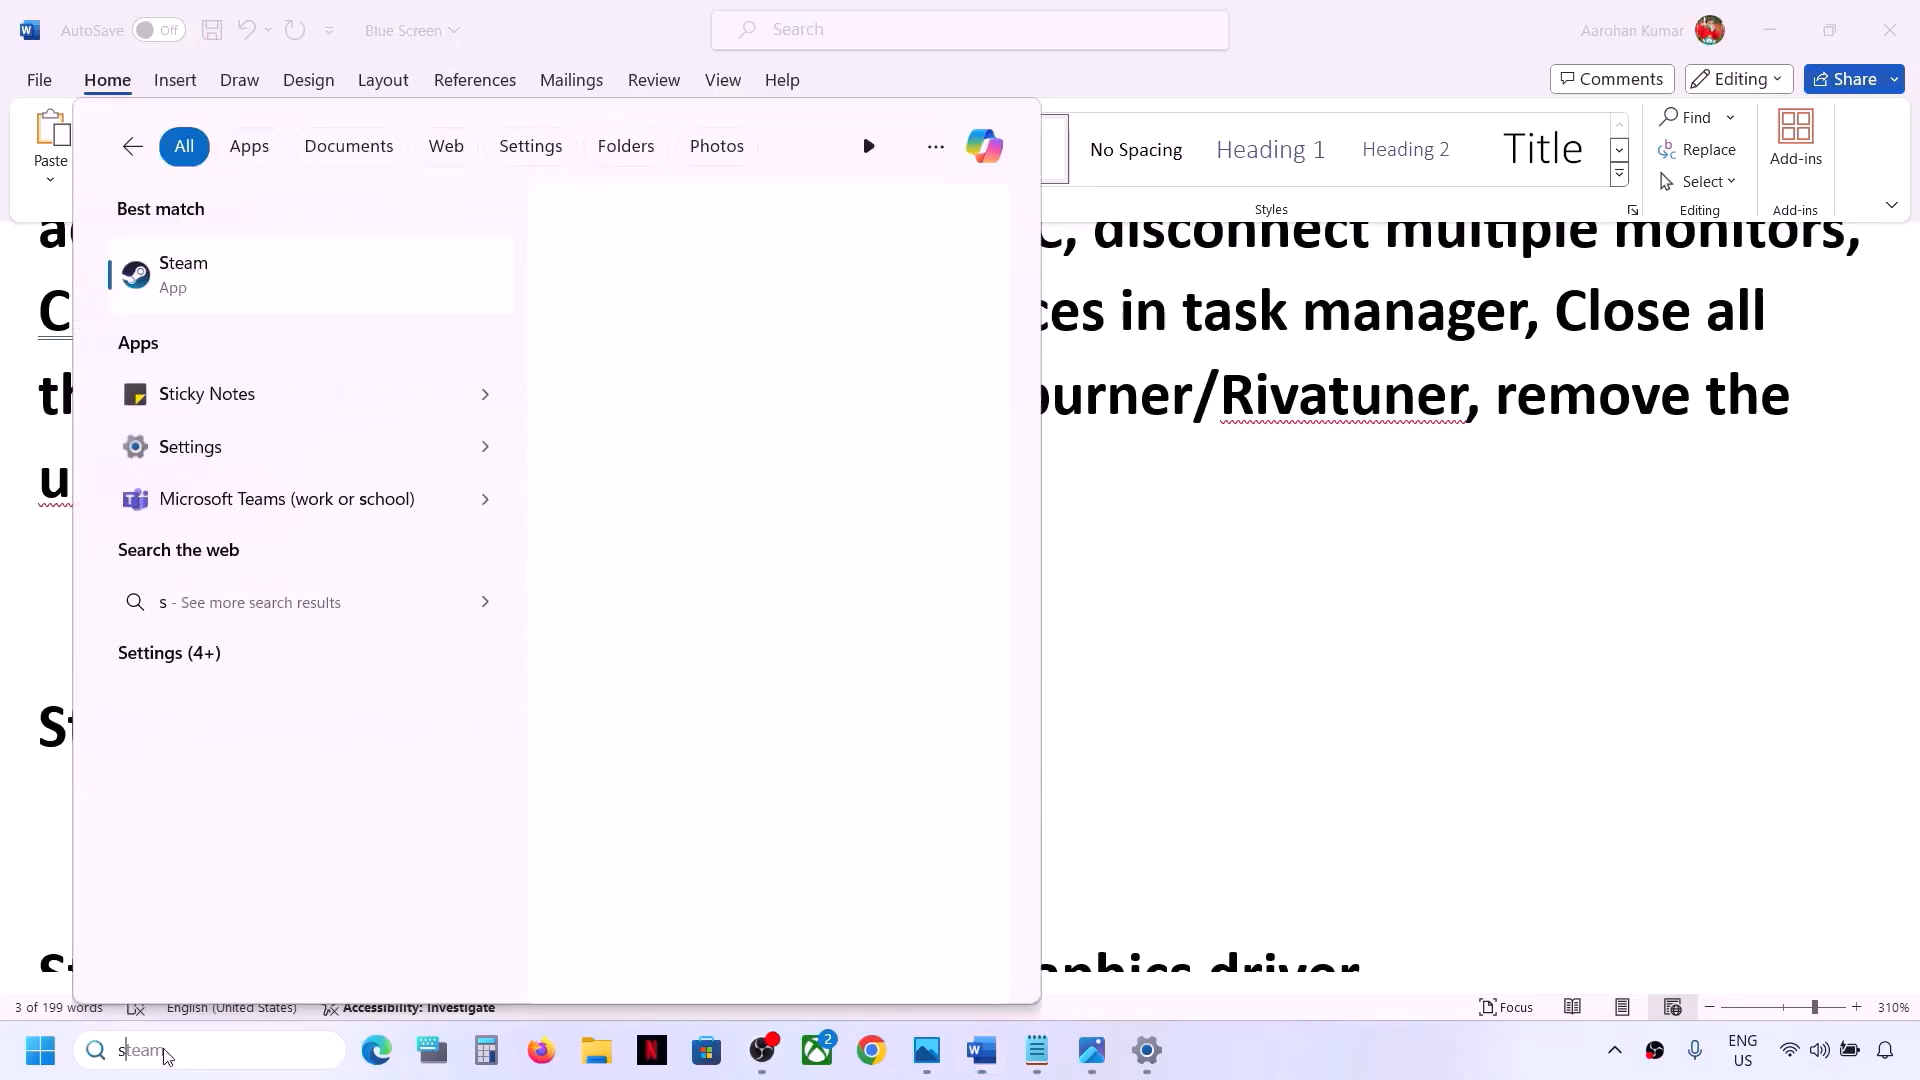 AutoSave Off Blue Screen Search Aarohan Kumar
File Home Insert Draw Design Layout References Mailings Review View Help Comments Editing Share
Paste
No Spacing Heading 1 Heading 2 Title
Find
Replace
Select
Add-ins
Styles Editing Add-ins
All Apps Documents Web Settings Folders Photos
Best match
Steam
App
Apps
Sticky Notes
Settings
Microsoft Teams (work or school)
Search the web
s - See more search results
Settings (4+)
disconnect multiple monitors,
in task manager, Close all
/Rivatuner, remove the
driver
3 of 199 words English (United States) Accessibility: Investigate Focus 310%
steam 2 ENG
US